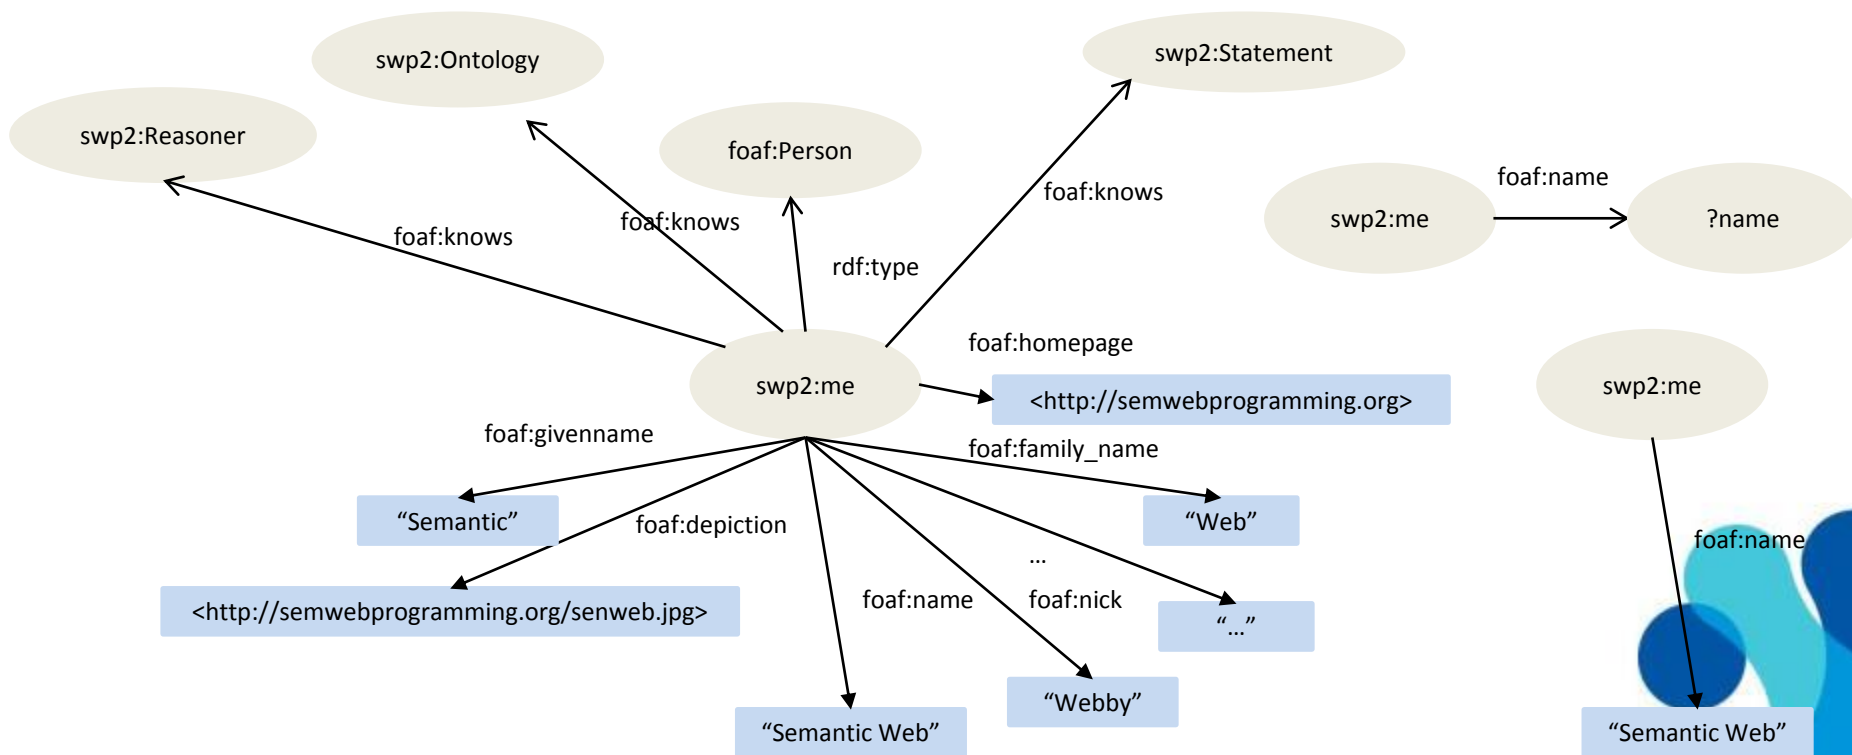 swp2:Ontology
swp2:Statement
swp2:Reasoner
foaf:Person
foaf:name
foaf:knows
swp2:me
?name
foaf:knows
foaf:knows
rdf:type
foaf:homepage
swp2:me
<http://semwebprogramming.org>
swp2:me
foaf:givenname
foaf:family_name
“Semantic”
foaf:depiction
“Web”
foaf:name
...
<http://semwebprogramming.org/senweb.jpg>
foaf:name
foaf:nick
“...”
“Webby”
“Semantic Web”
“Semantic Web”